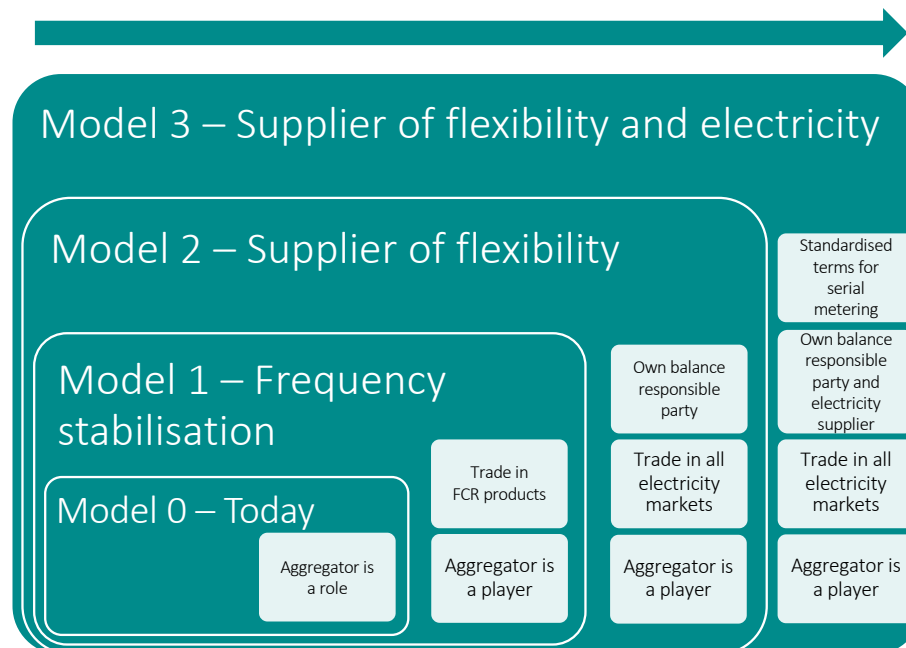 Model 3 – Supplier of flexibility and electricity
Model 2 – Supplier of flexibility
Standardised
terms for
serial
metering
Model 1 – Frequency
stabilisation
Own balance
responsible
party
Own balance
responsible
party and
electricity
supplier
Trade in
FCR products
Trade in all
electricity
markets
Trade in all
electricity
markets
Model 0 – Today
Aggregator is
a role
Aggregator is
a player
Aggregator is
a player
Aggregator is
a player